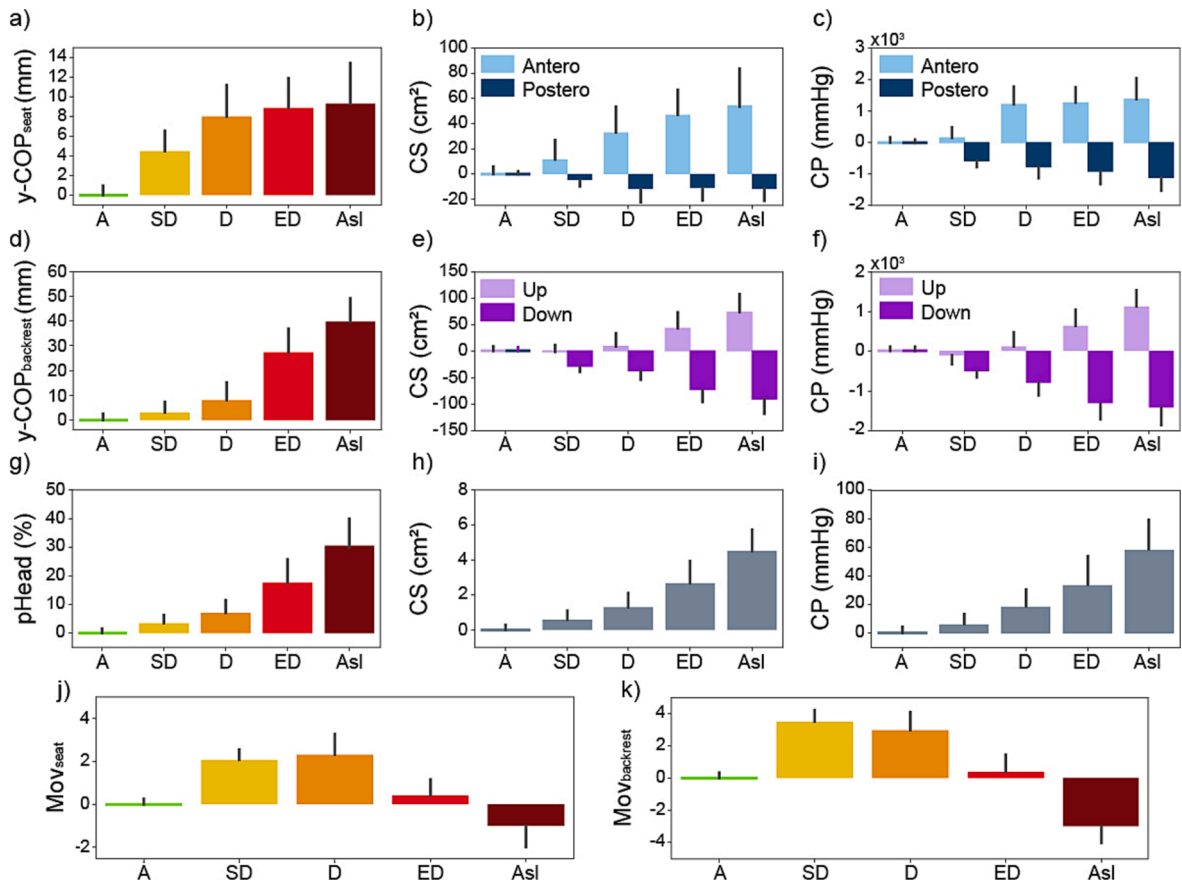 a)
y-COPseat (mm)
14
12
10
8
6
4
2
0
A SD D ED Asl
b)
CS (cm²)
100
80
60
40
20
0
-20
Antero
Postero
A SD D ED Asl
c)
x10³
CP (mmHg)
3
2
1
0
-1
-2
Antero
Postero
A SD D ED Asl
d)
y-COPbackrest (mm)
60
50
40
30
20
10
0
A SD D ED Asl
e)
CS (cm²)
150
100
50
0
-50
-100
-150
Up
Down
A SD D ED Asl
f)
x10³
CP (mmHg)
2
1
0
-1
-2
Up
Down
A SD D ED Asl
g)
pHead (%)
50
40
30
20
10
0
A SD D ED Asl
h)
CS (cm²)
8
6
4
2
0
A SD D ED Asl
i)
CP (mmHg)
100
80
60
40
20
0
A SD D ED Asl
j)
Movseat
4
2
0
-2
A SD D ED Asl
k)
Movbackrest
4
2
0
-2
-4
A SD D ED Asl